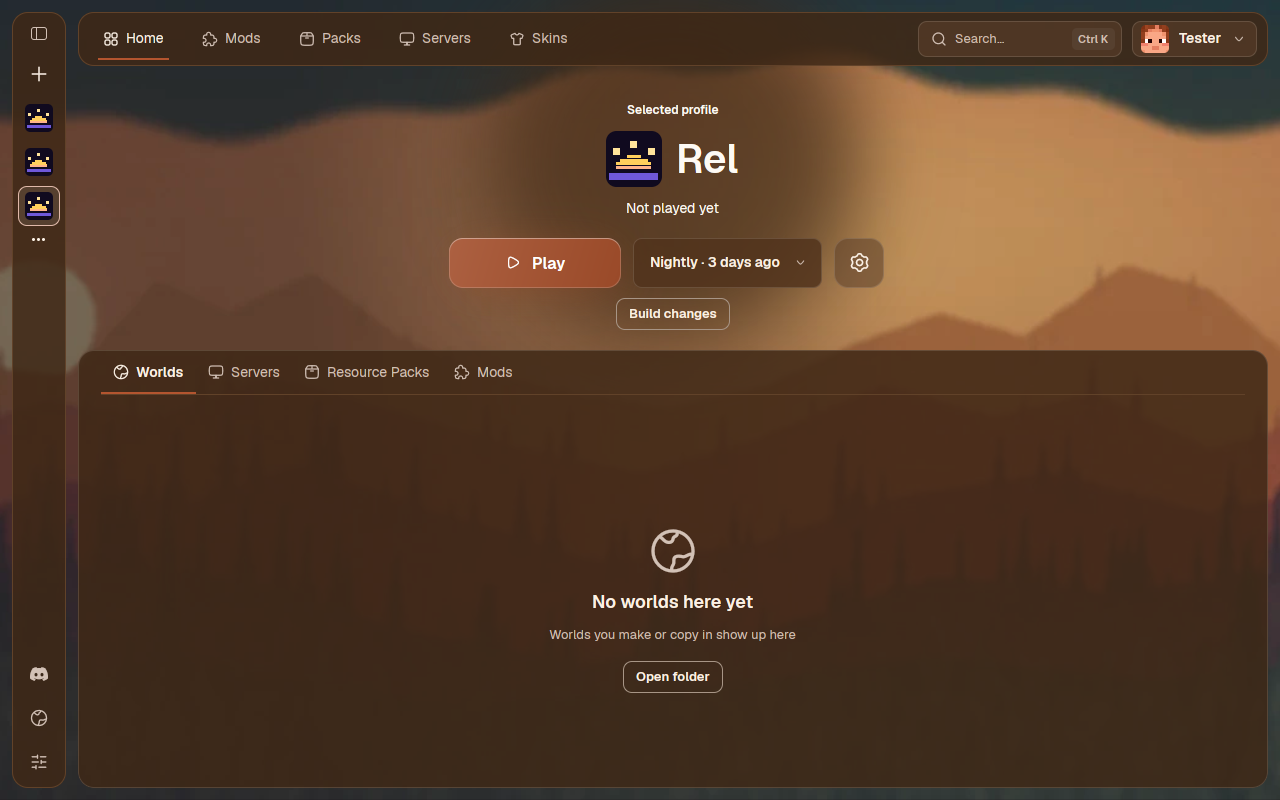 Home
Mods
Packs
Servers
Skins
Search...
Ctrl K
Tester
Selected profile
Rel
Not played yet
Play
Nightly · 3 days ago
Build changes
Worlds
Servers
Resource Packs
Mods
No worlds here yet
Worlds you make or copy in show up here
Open folder